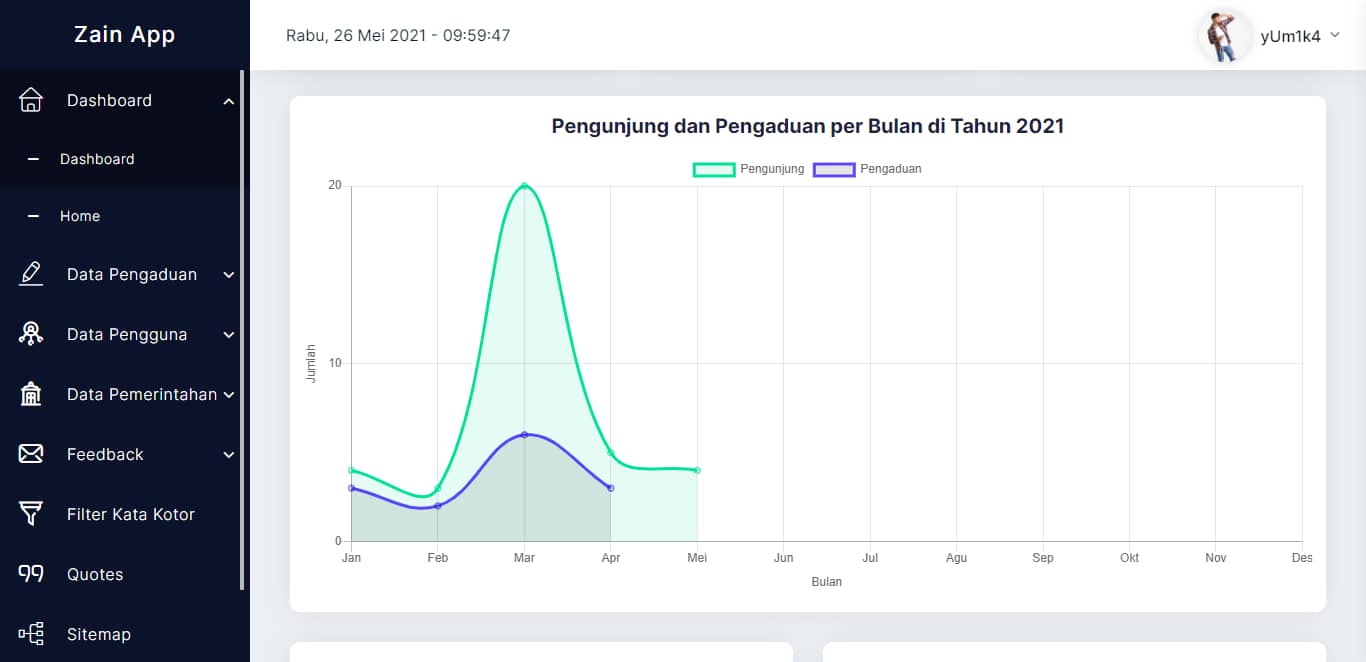 Zain App
Rabu, 26 Mei 2021 - 09:59:47
yUm1k4
Dashboard
Dashboard
Home
Data Pengaduan
Data Pengguna
Data Pemerintahan
Feedback
Filter Kata Kotor
Quotes
Sitemap
Pengunjung dan Pengaduan per Bulan di Tahun 2021
Pengunjung Pengaduan
20
10
0
Jumlah
Jan Feb Mar Apr Mei Jun Jul Agu Sep Okt Nov Des
Bulan